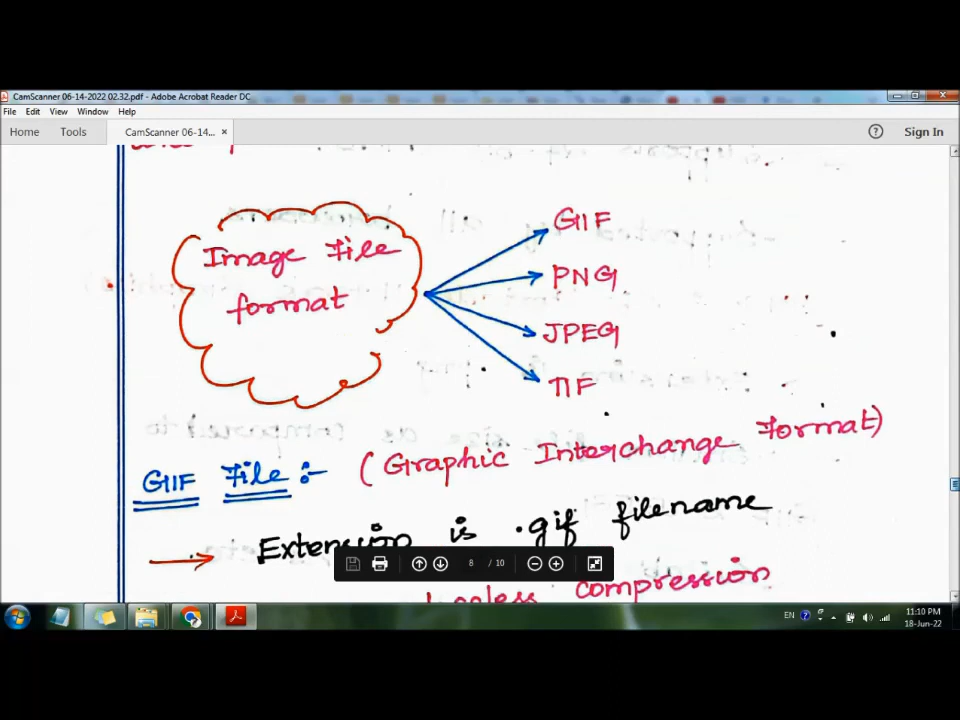 CamScanner 06-14-2022 02.32.pdf - Adobe Acrobat Reader DC
File Edit View Window Help
Home Tools CamScanner 06-14... × ? Sign In
Image File
format
GIF
PNG
JPEG
TIF
GIF File:- (Graphic Interchange Format)
→ Extension is .gif filename
8 / 10
compression
EN 11:10 PM
18-Jun-22